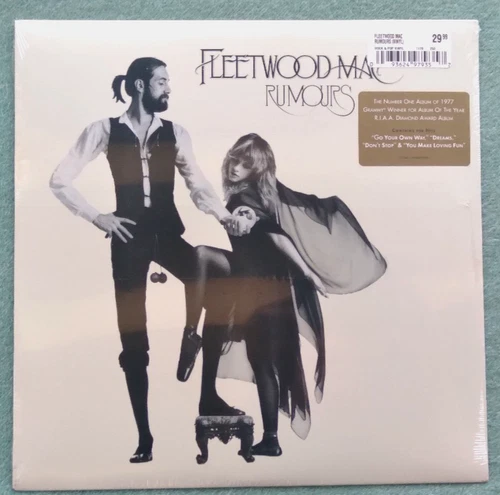 FLEETWOOD MAC
RUMOURS (VINYL)
29.99
FLEETWOOD MAC
RUMOURS
THE NUMBER ONE ALBUM OF 1977
GRAMMY® WINNER FOR ALBUM OF THE YEAR
R.I.A.A. DIAMOND AWARD ALBUM
"GO YOUR OWN WAY," "DREAMS,"
"DON'T STOP" & "YOU MAKE LOVING FUN"